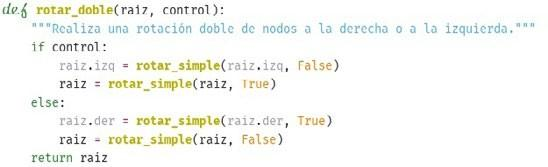 def rotar_doble(raiz, control):
    """Realiza una rotación doble de nodos a la derecha o a la izquierda."""
    if control:
        raiz.izq = rotar_simple(raiz.izq, False)
        raiz = rotar_simple(raiz, True)
    else:
        raiz.der = rotar_simple(raiz.der, True)
        raiz = rotar_simple(raiz, False)
    return raiz